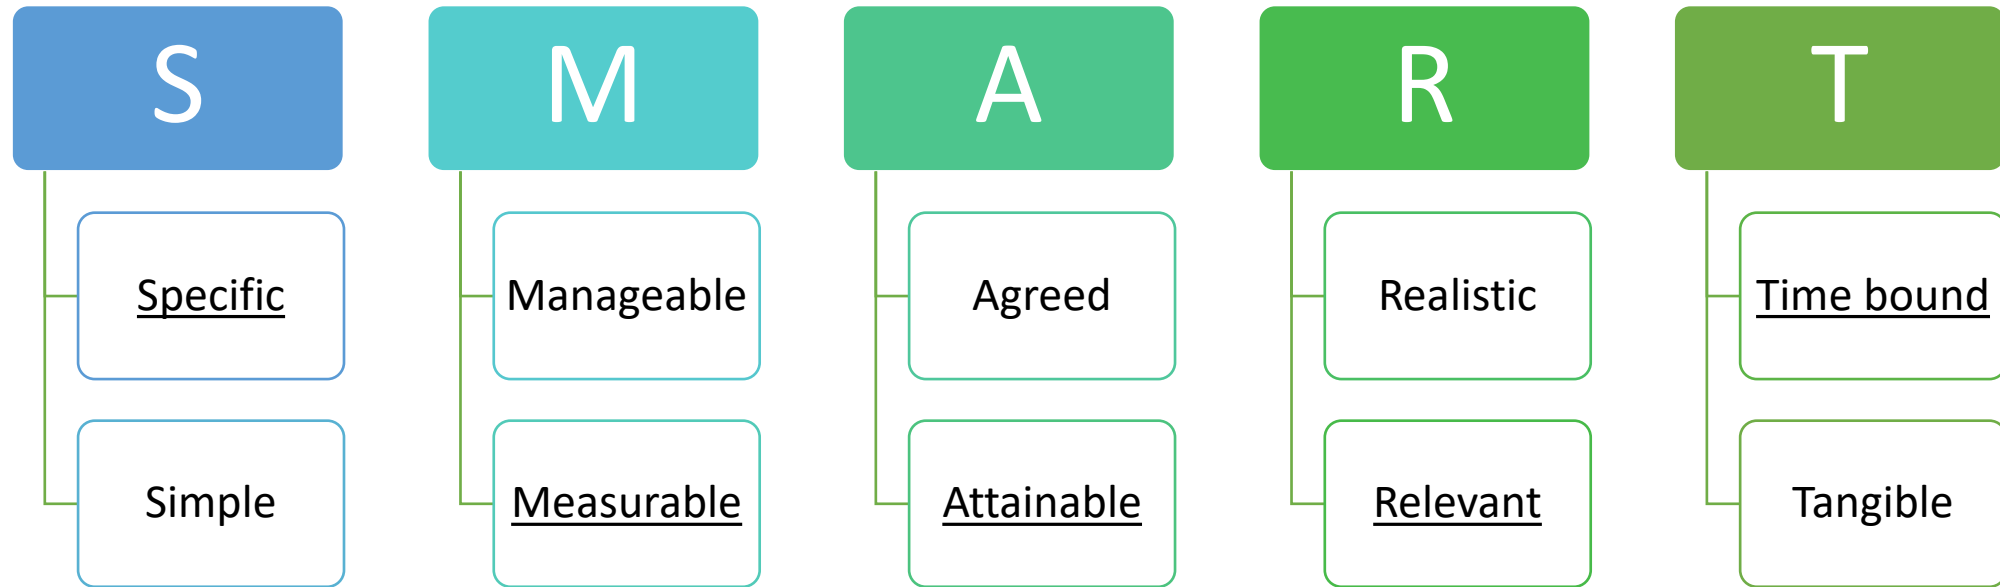 S
M
A
R
T
Specific
Manageable
Agreed
Realistic
Time bound
Simple
Measurable
Attainable
Relevant
Tangible